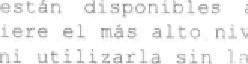 están disponibles a
iere el más alto niv
ni utilizarla sin la